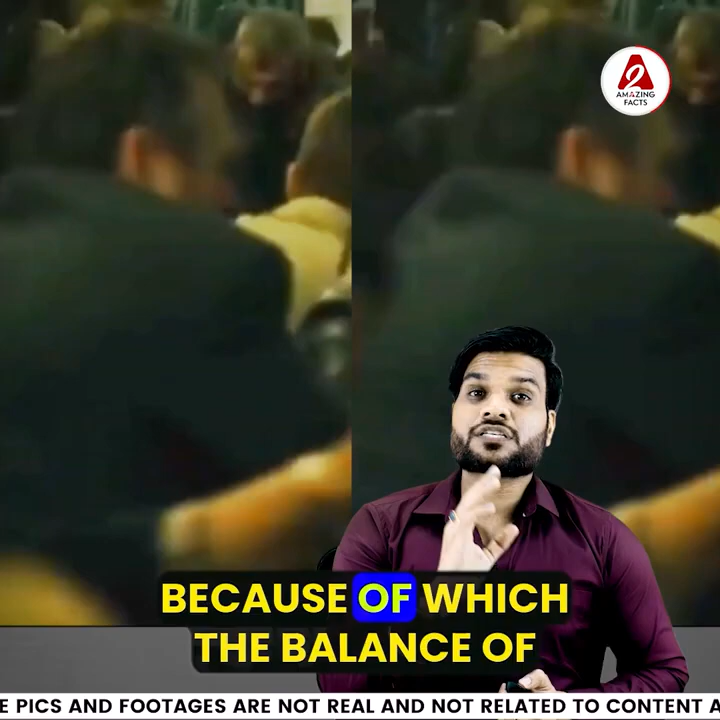 AMAZING
FACTS
BECAUSE OF WHICH
THE BALANCE OF
E PICS AND FOOTAGES ARE NOT REAL AND NOT RELATED TO CONTENT A